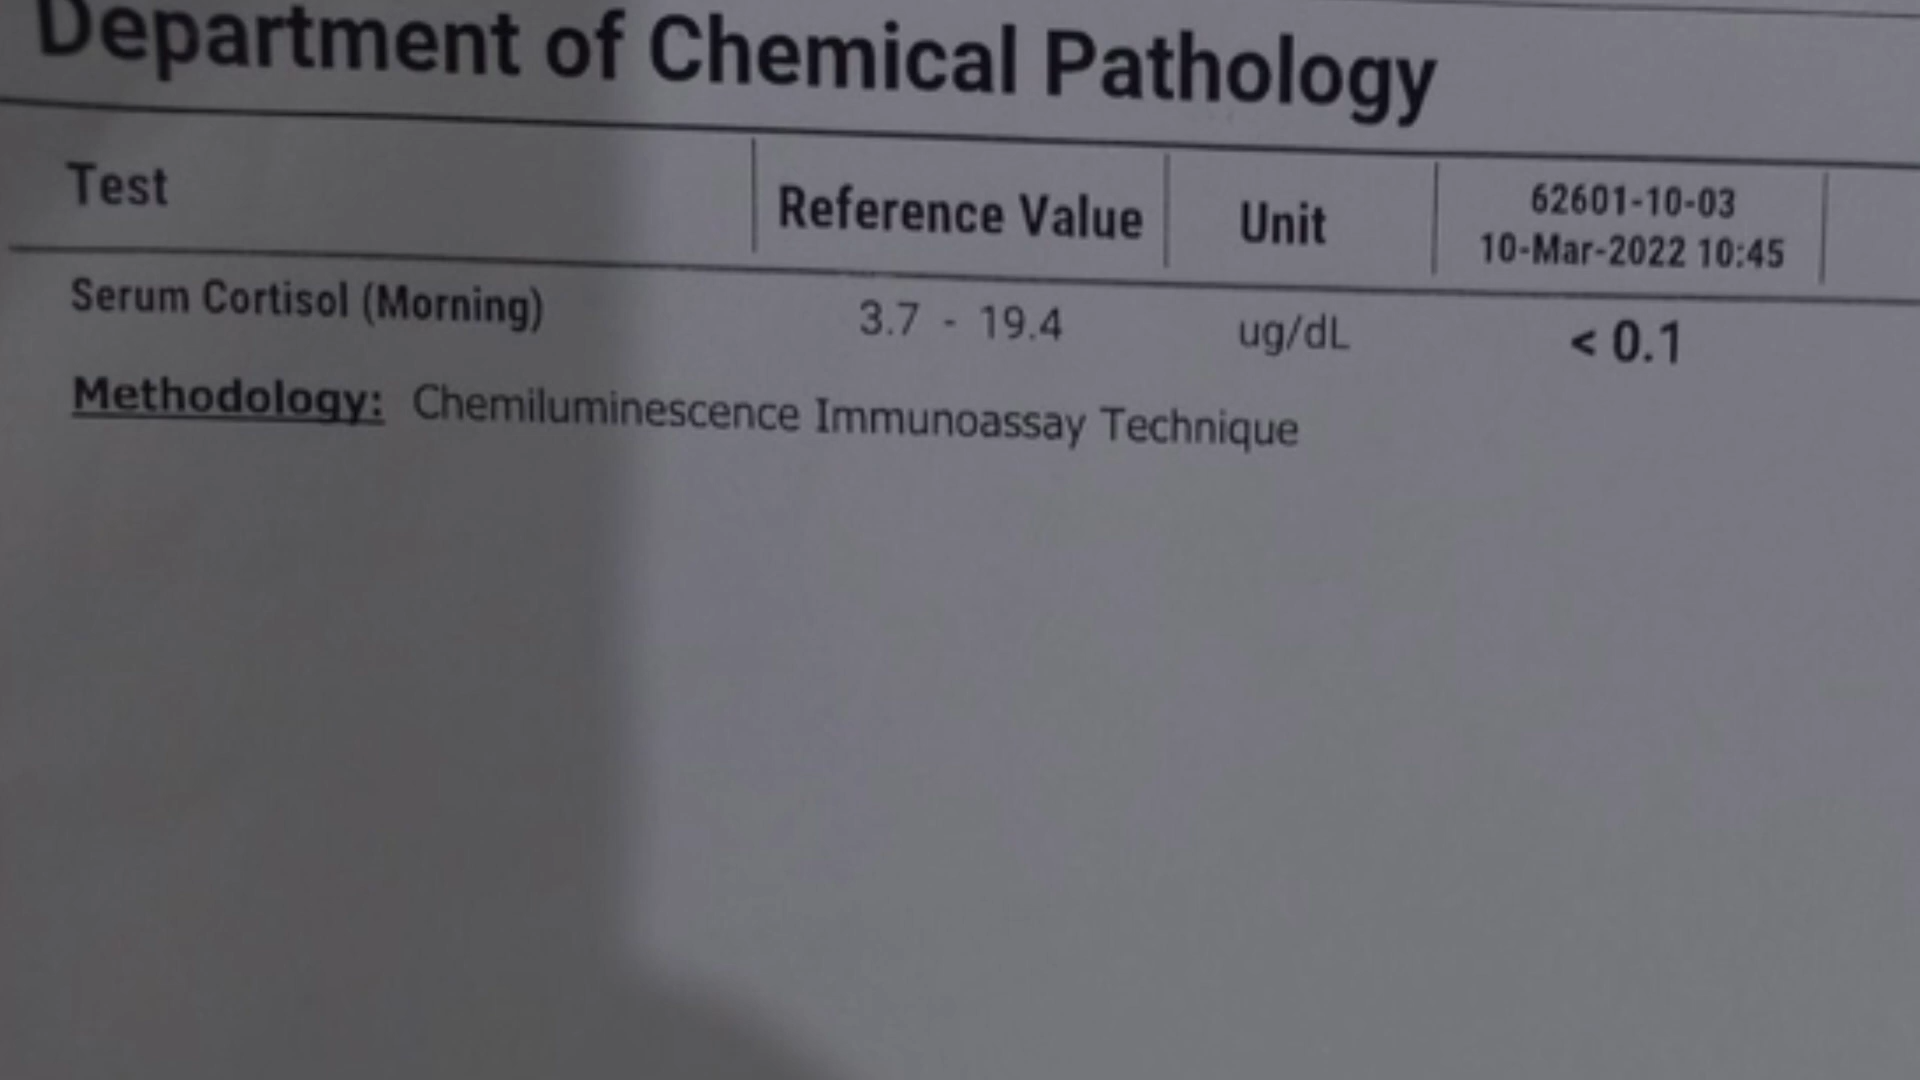 Department of Chemical Pathology
Test Reference Value Unit 62601-10-03
10-Mar-2022 10:45
Serum Cortisol (Morning) 3.7 - 19.4 ug/dL < 0.1
Methodology: Chemiluminescence Immunoassay Technique